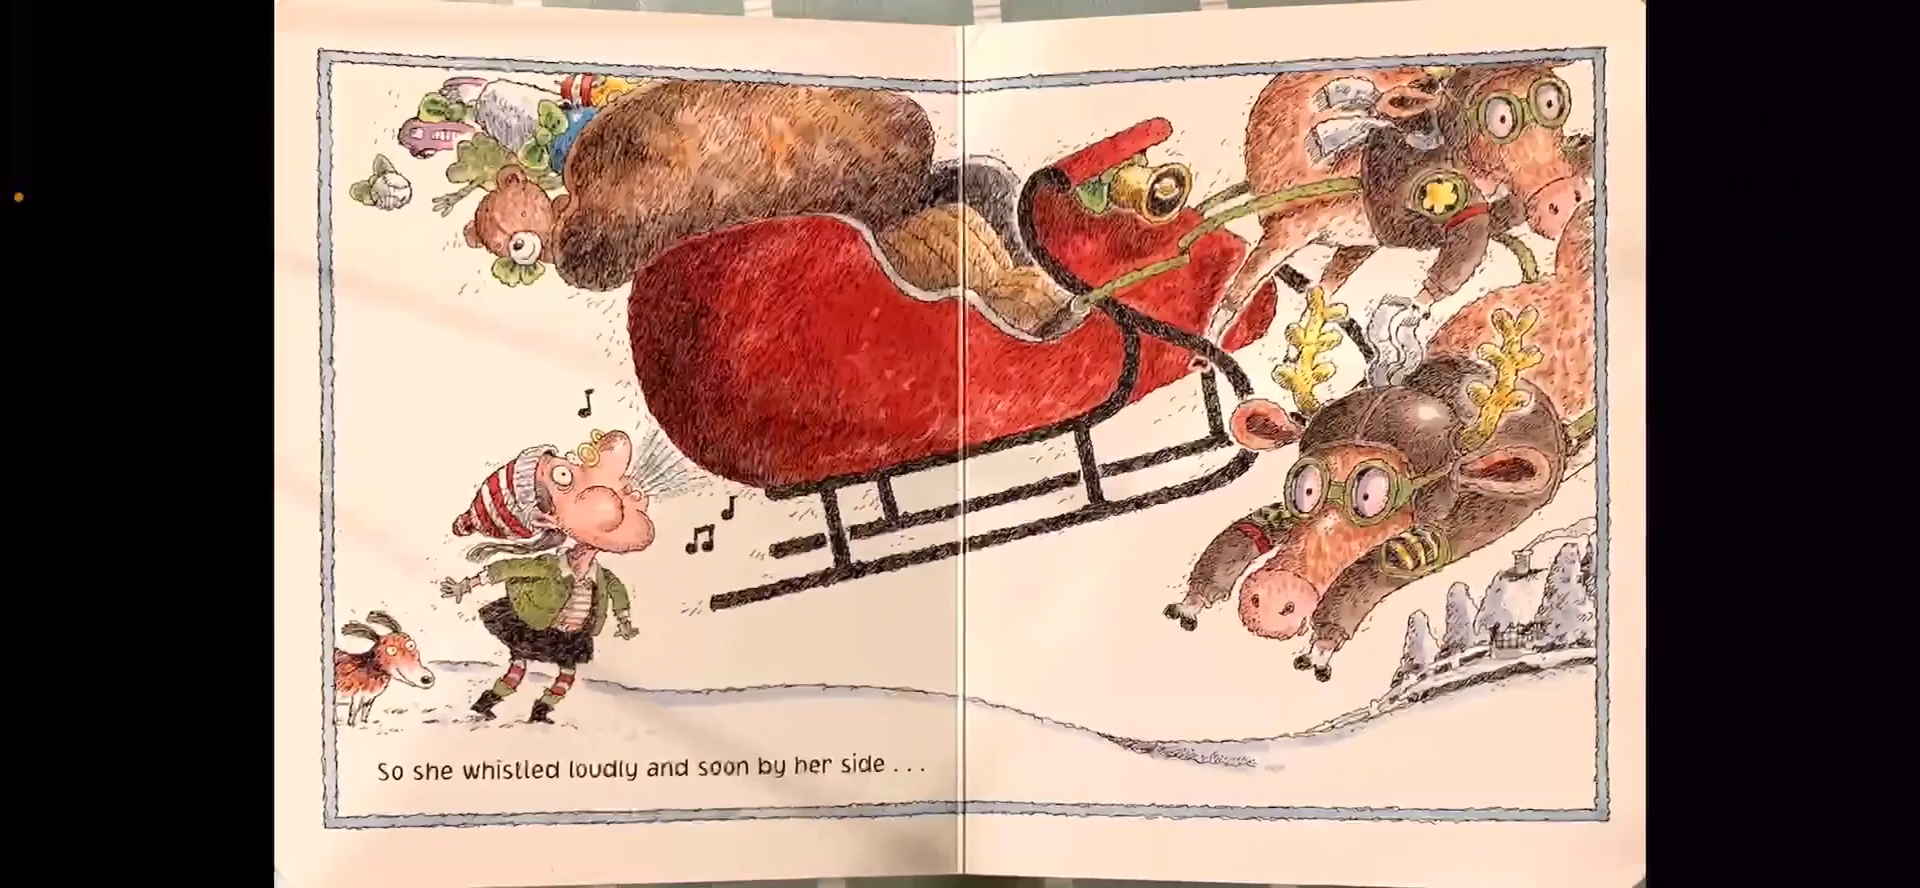 So she whistled loudly and soon by her side . . .